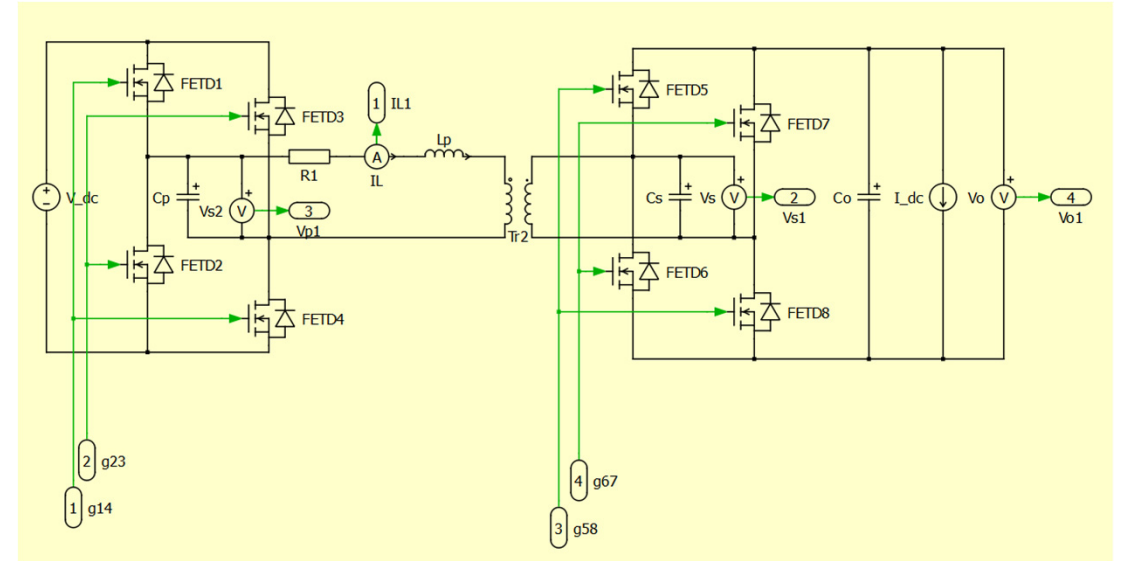 FETD1
FETD5
1 IL1
FETD3
FETD7
Lp
A
R1
IL
V_dc
Cp
Vs2
V
3
Vp1
Tr2
Cs
Vs
V
2
Vs1
Co
I_dc
Vo
V
4
Vo1
FETD2
FETD6
FETD4
FETD8
2 g23
4 g67
1 g14
3 g58